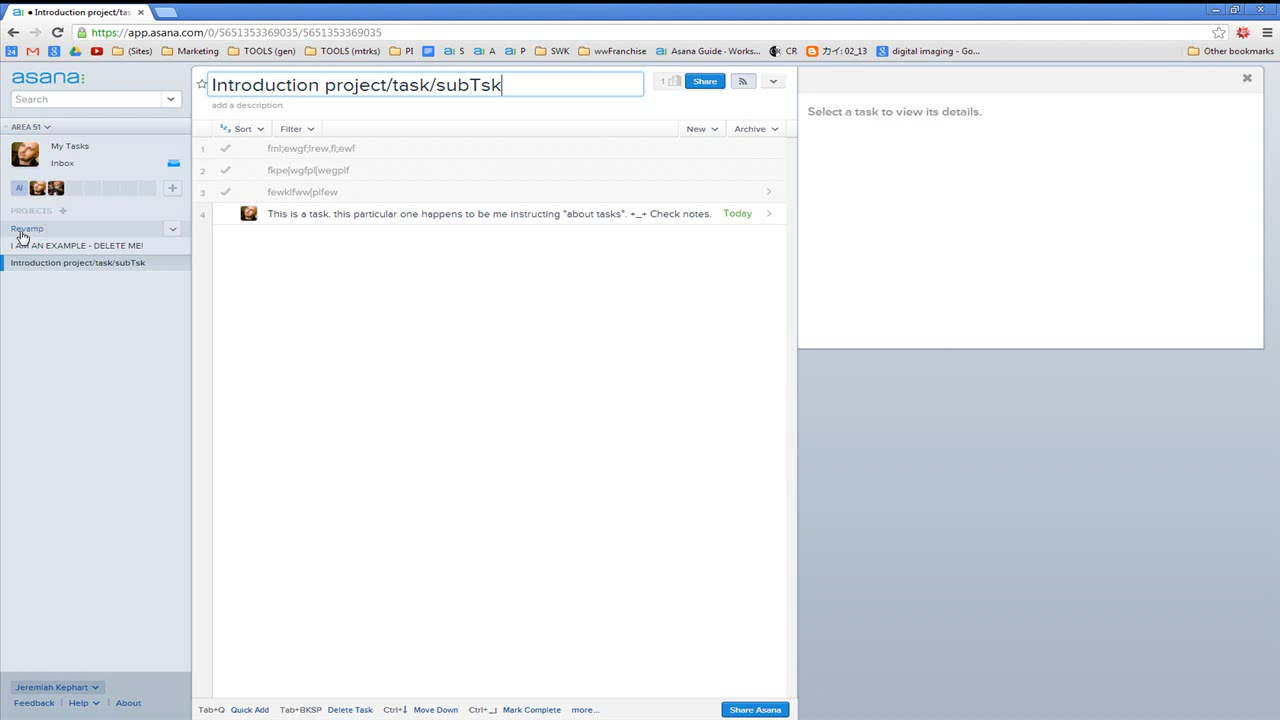 • Introduction project/tas
https://app.asana.com/0/5651353369035/5651353369035
24 (Sites) Marketing TOOLS (gen) TOOLS (mtrks) PI S A P SWK wwFranchise Asana Guide - Works... CR カイ: 02_13 digital imaging - Go... Other bookmarks
asana:
Search
AREA 51
My Tasks
Inbox
AI
PROJECTS +
Revamp
I AM AN EXAMPLE - DELETE ME!
Introduction project/task/subTsk
Jeremiah Kephart
Feedback Help About
Introduction project/task/subTsk
add a description
1 Share
Sort Filter New Archive
1 fml;ewgf;lrew,fl;ewf
2 fkpe[wgfpl[wegplf
3 fewklfww[plfew
4 This is a task. this particular one happens to be me instructing "about tasks". +_+ Check notes. Today
Tab+Q Quick Add Tab+BKSP Delete Task Ctrl+↓ Move Down Ctrl+↵ Mark Complete more... Share Asana
Select a task to view its details.